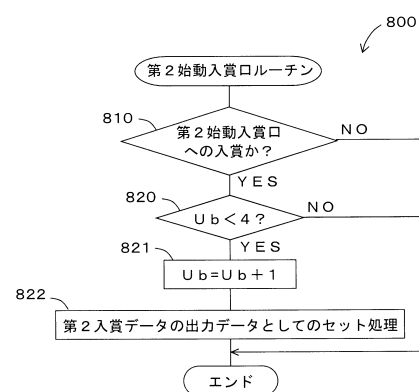 800
第２始動入賞口ルーチン
810
第２始動入賞口
への入賞か？
ＮＯ
ＹＥＳ
820
Ｕｂ＜４？
ＮＯ
ＹＥＳ
821
Ｕｂ=Ｕｂ＋１
822
第２入賞データの出力データとしてのセット処理
エンド